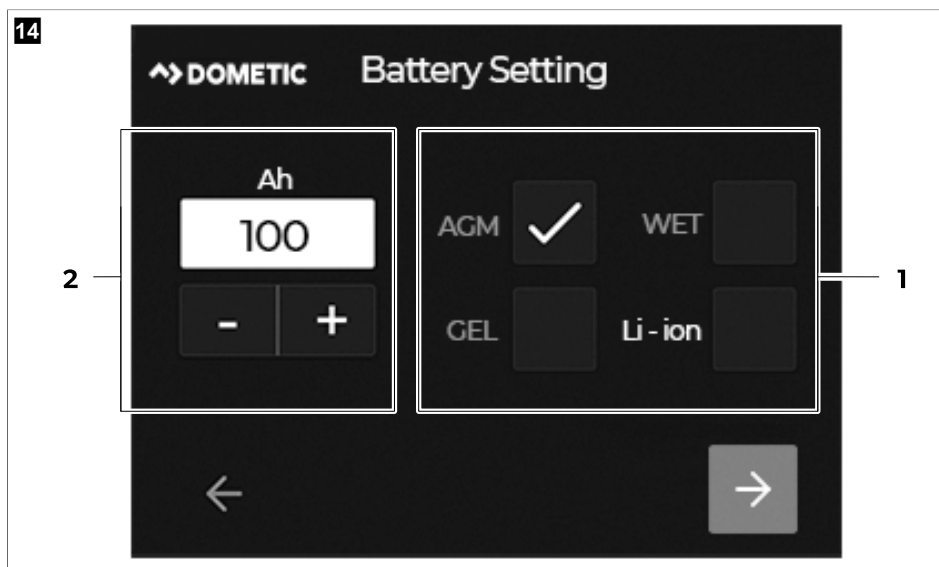 14
DOMETIC Battery Setting
Ah
100
- +
AGM WET
GEL Li - ion
2
1